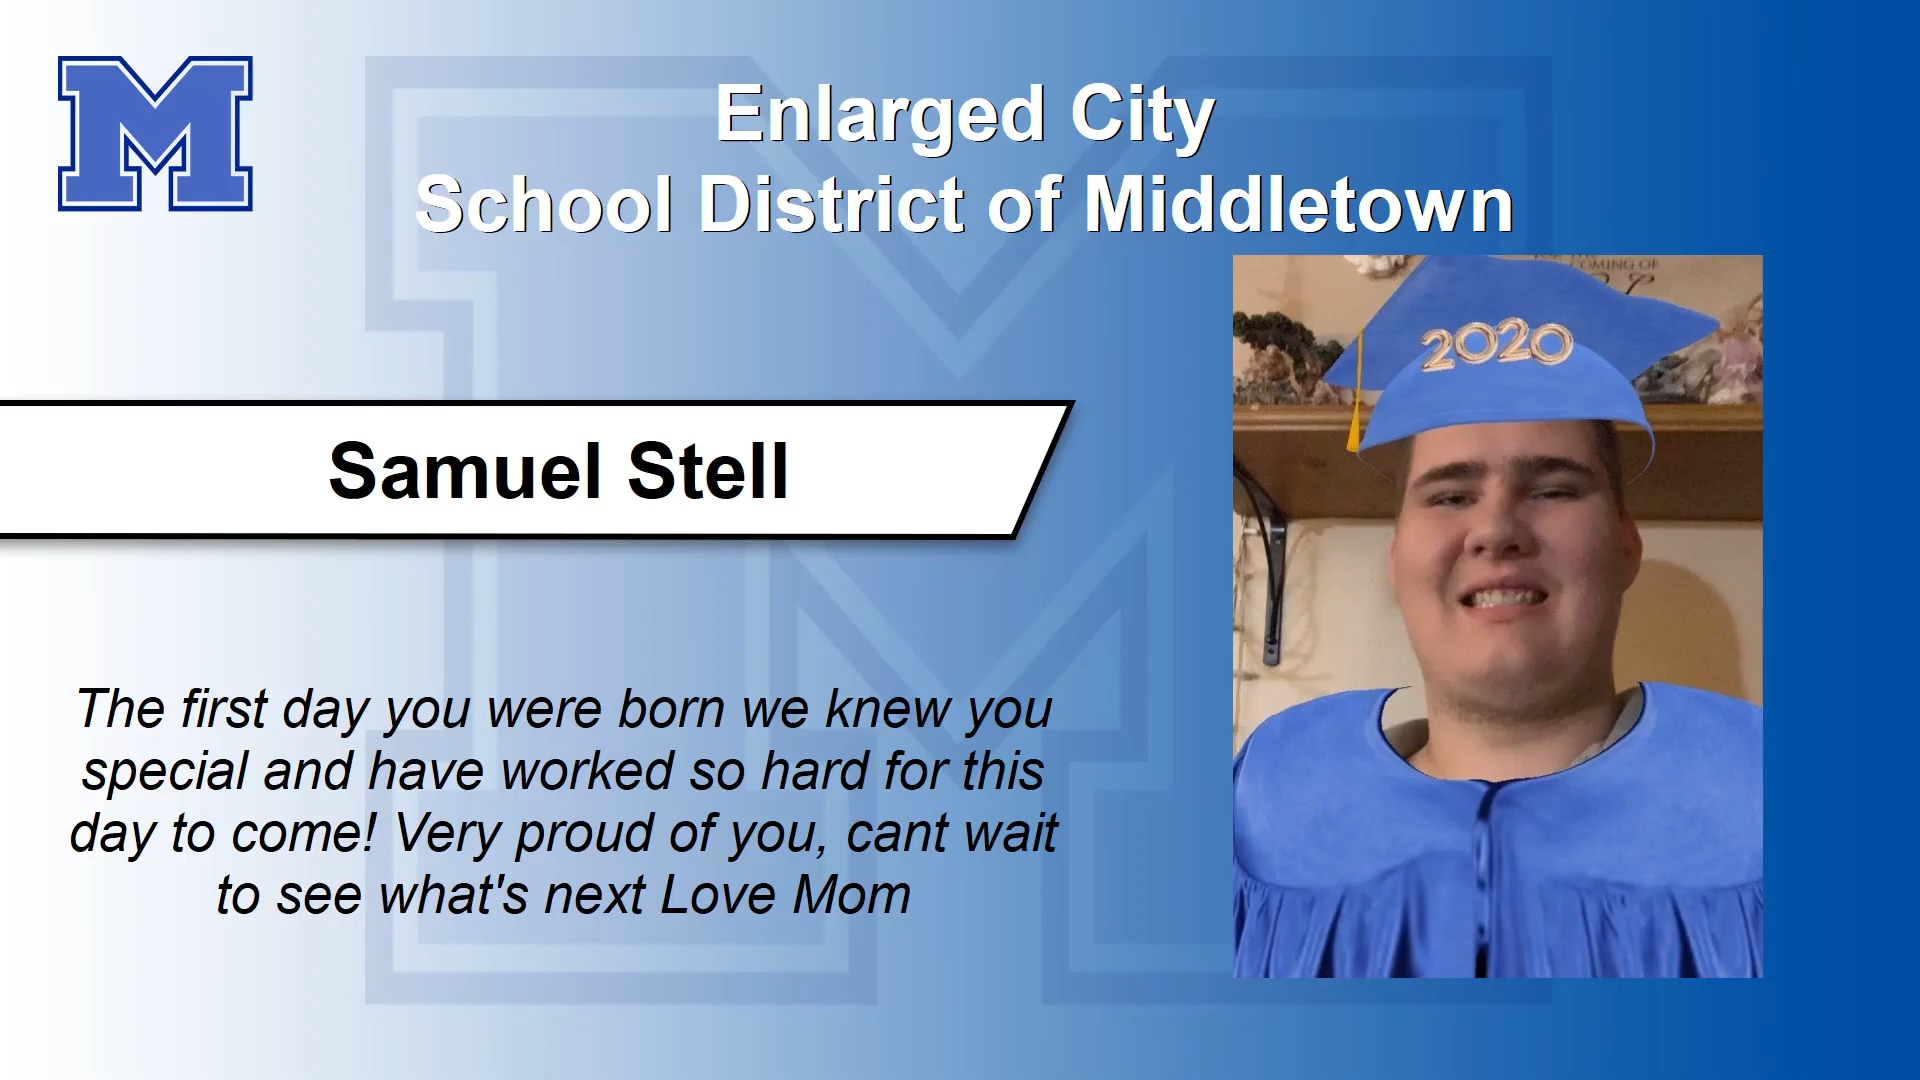 M
Enlarged City
School District of Middletown
COMING OF
2020
Samuel Stell
The first day you were born we knew you
special and have worked so hard for this
day to come! Very proud of you, cant wait
to see what's next Love Mom